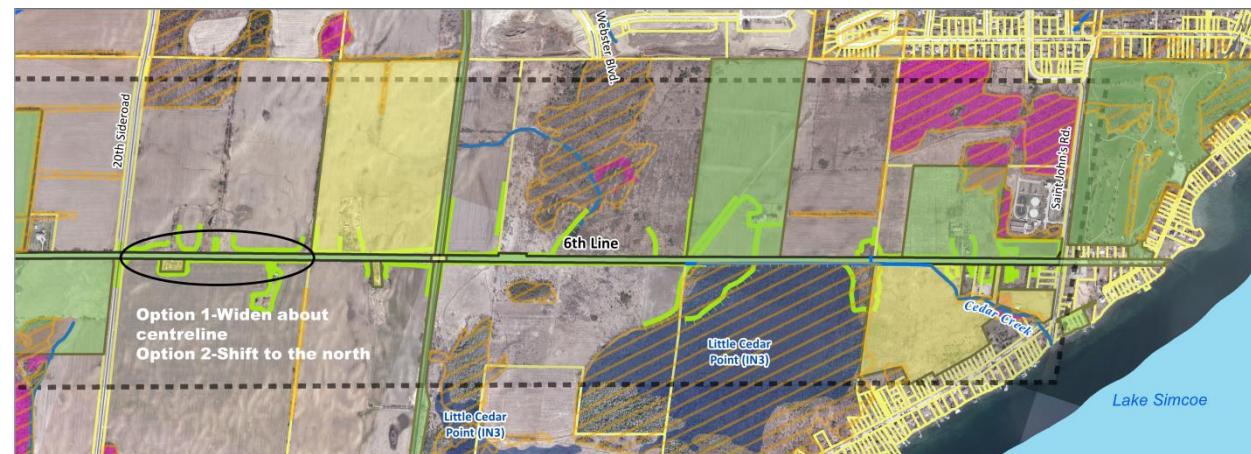 Webster Blvd.
20th Sideroad
Saint John's Rd.
6th Line
Option 1-Widen about
centreline
Option 2-Shift to the north
Cedar Creek
Little Cedar
Point (IN3)
Lake Simcoe
Little Cedar
Point (IN3)